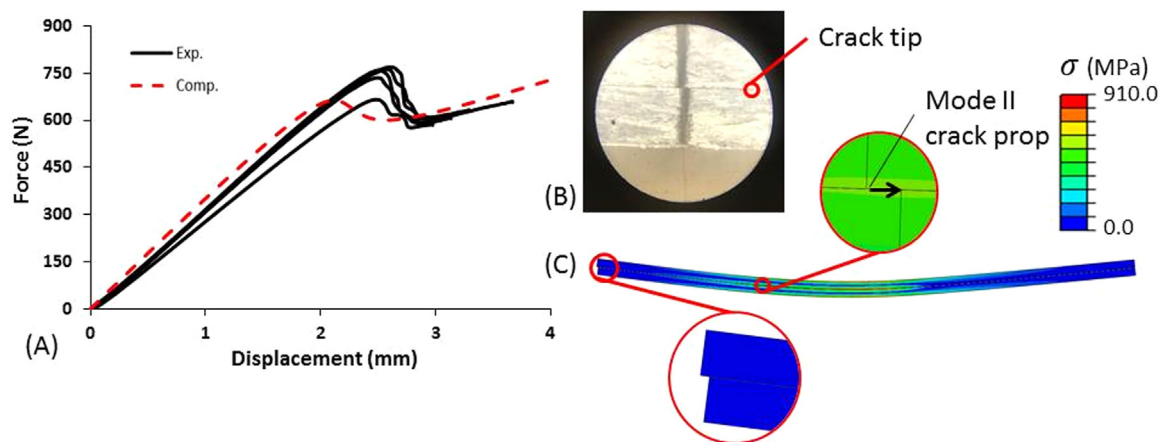 900
750
600
450
300
150
0
Force (N)
Exp.
Comp.
0 1 2 3 4
Displacement (mm)
(A)
(B)
Crack tip
Mode II
crack prop
σ (MPa)
910.0
0.0
(C)